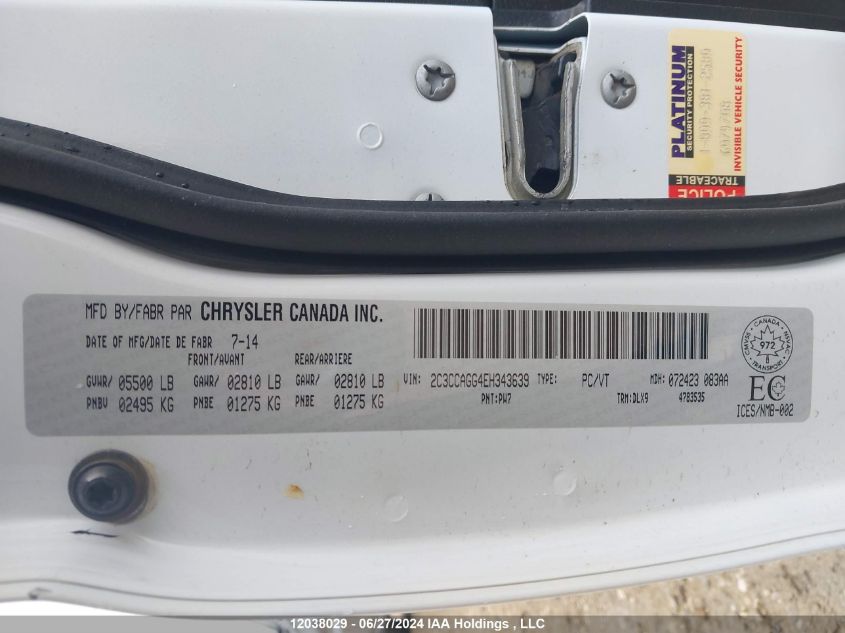 PLATINUM
SECURITY PROTECTION
INVISIBLE VEHICLE SECURITY
TRACEABLE
POLICE
MFD BY/FABR PAR CHRYSLER CANADA INC.
DATE OF MFG/DATE DE FABR 7-14
FRONT/AVANT REAR/ARRIERE
GVWR/ 05500 LB GAWR/ 02810 LB GAWR/ 02810 LB
PNBV 02495 KG PNBE 01275 KG PNBE 01275 KG
VIN: 2C3CCAGG4EH343639 TYPE: PC/VT MDH: 072423 083AA
PNT:PW7 TRM:DLX9 4783535
CANADA
CMVSS NSVAC
972
8
TRANSPORT
EC
ICES/NMB-002
12038029 - 06/27/2024 IAA Holdings , LLC